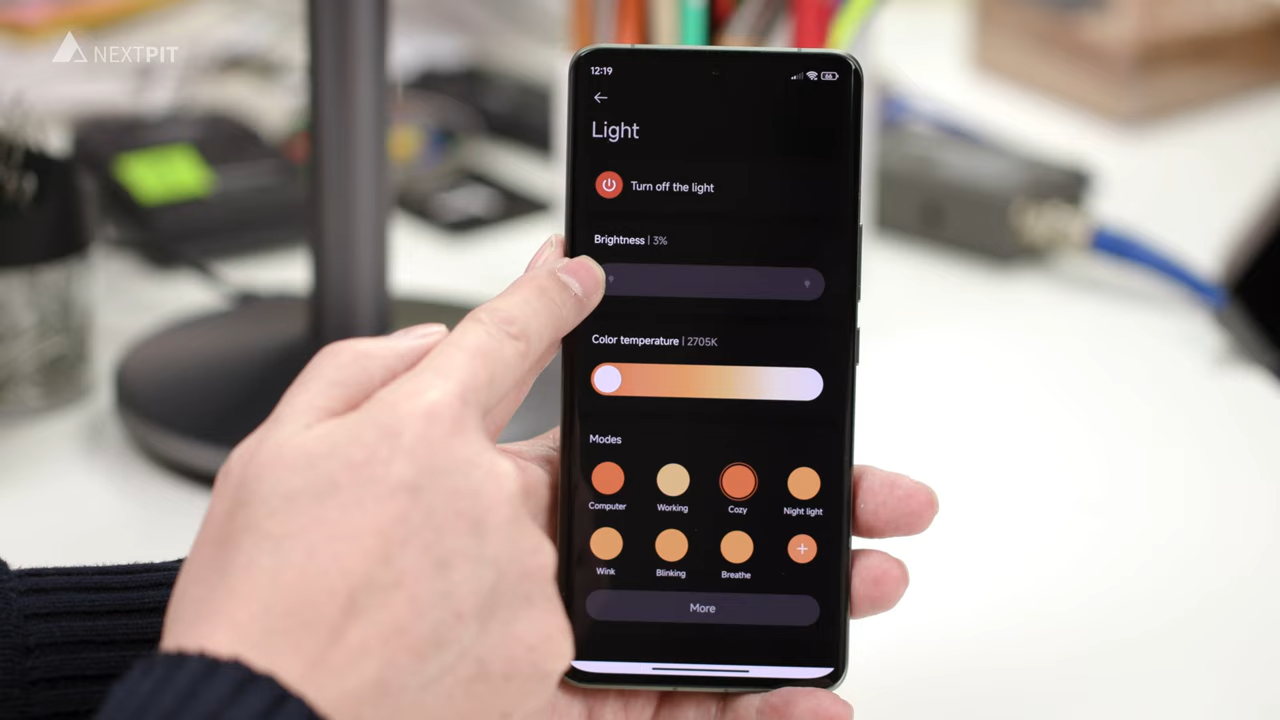 NEXTPIT
12:19
66
Light
Turn off the light
Brightness | 3%
Color temperature | 2705K
Modes
Computer
Working
Cozy
Night light
Wink
Blinking
Breathe
More